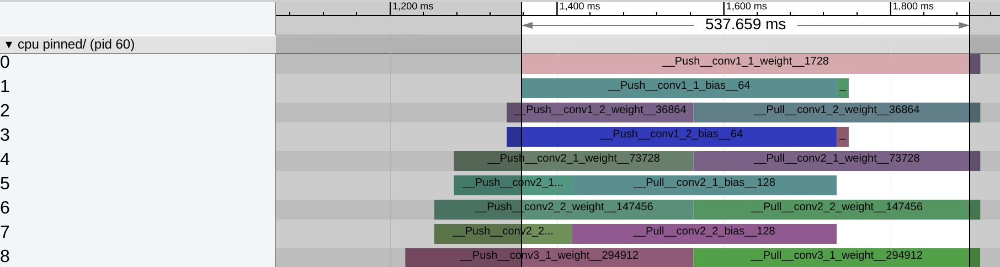 1,200 ms 1,400 ms 1,600 ms 1,800 ms
537.659 ms
▼ cpu pinned/ (pid 60)
0 __Push__conv1_1_weight__1728
1 __Push__conv1_1_bias__64 _
2 __Push__conv1_2_weight__36864 __Pull__conv1_2_weight__36864
3 __Push__conv1_2_bias__64 _
4 __Push__conv2_1_weight__73728 __Pull__conv2_1_weight__73728
5 __Push__conv2_1... __Pull__conv2_1_bias__128
6 __Push__conv2_2_weight__147456 __Pull__conv2_2_weight__147456
7 __Push__conv2_2... __Pull__conv2_2_bias__128
8 __Push__conv3_1_weight__294912 __Pull__conv3_1_weight__294912